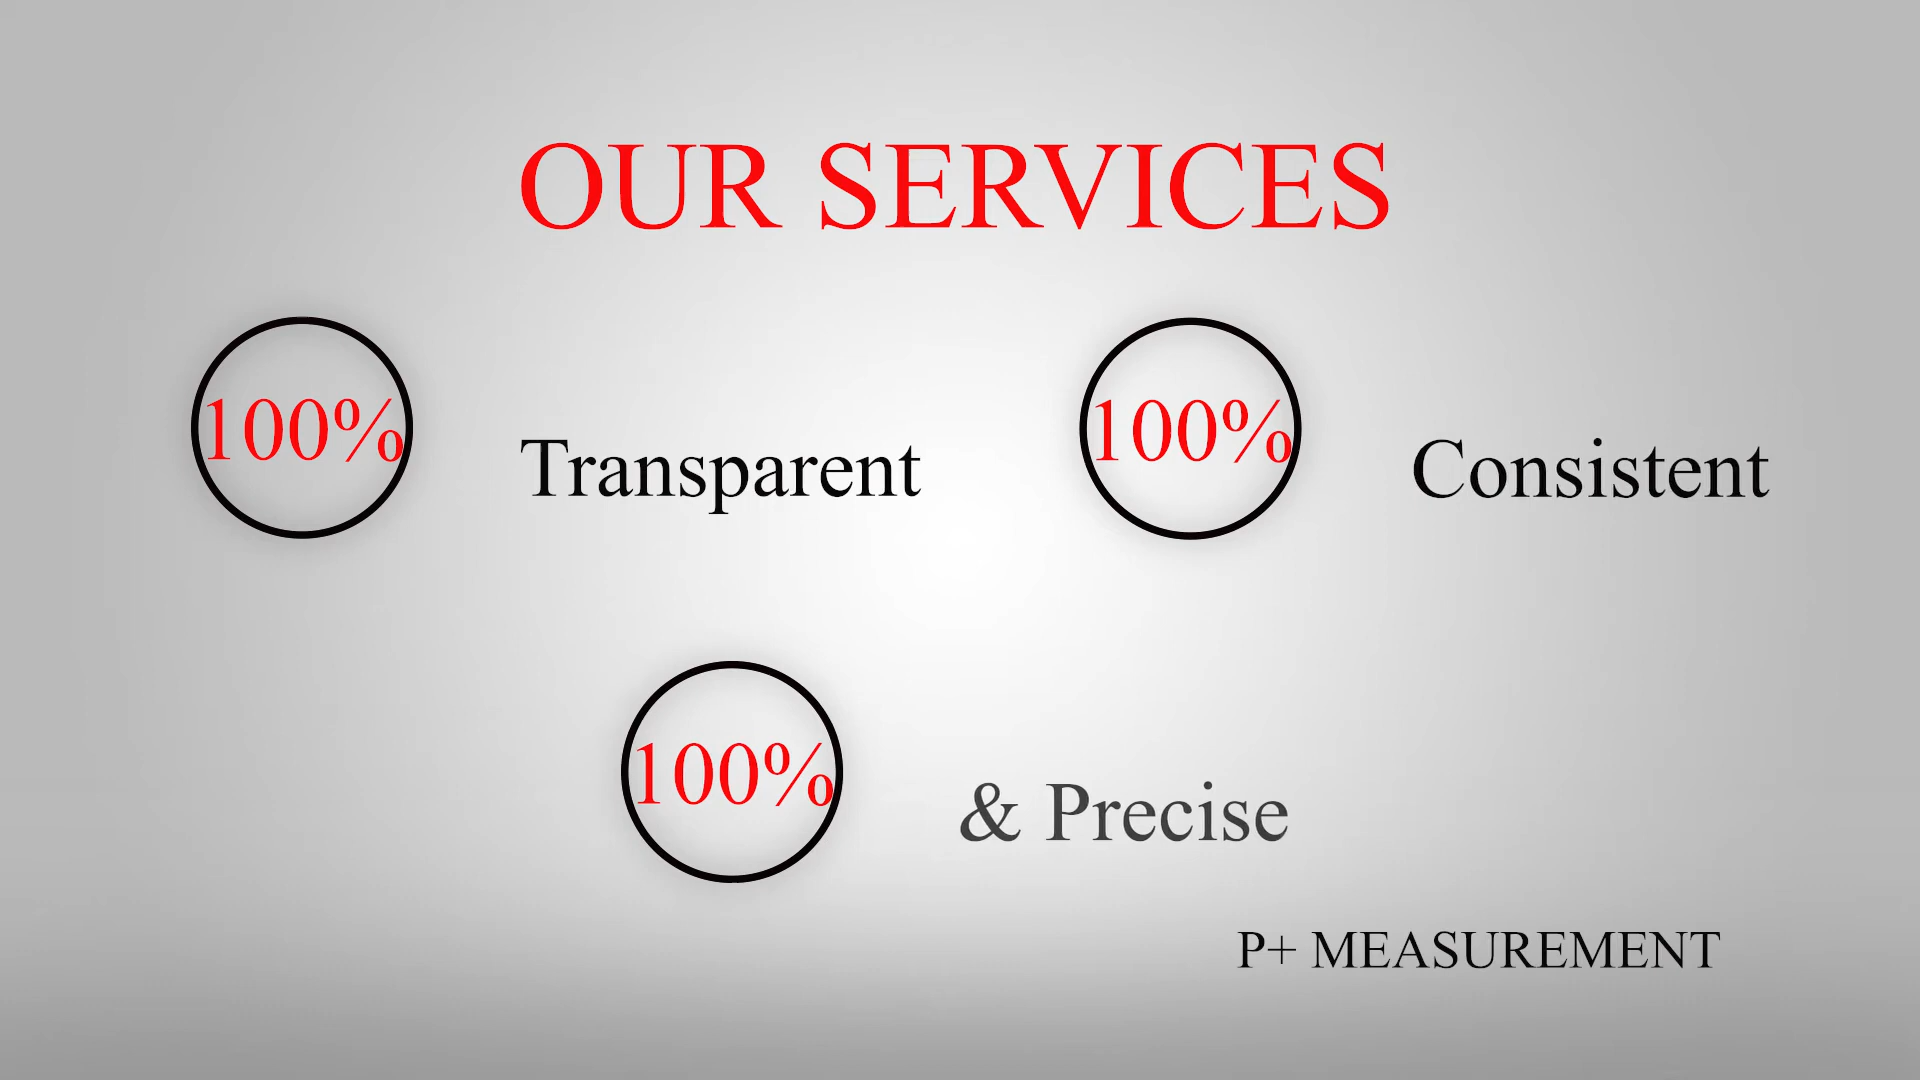 OUR SERVICES
100% Transparent
100% Consistent
100% & Precise
P+ MEASUREMENT